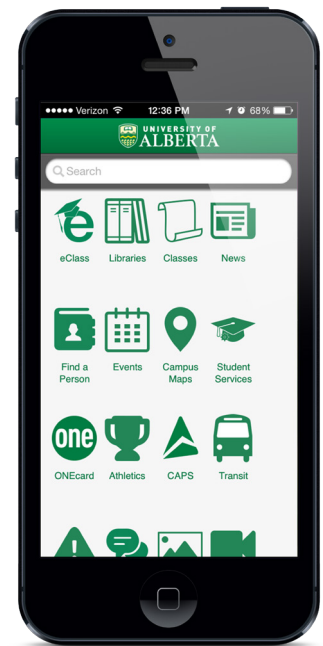 Verizon 12:36 PM 68%
UNIVERSITY OF
ALBERTA
Search
e
eClass Libraries Classes News
Find a
Person
Events
Campus
Maps
Student
Services
one
ONEcard Athletics CAPS Transit